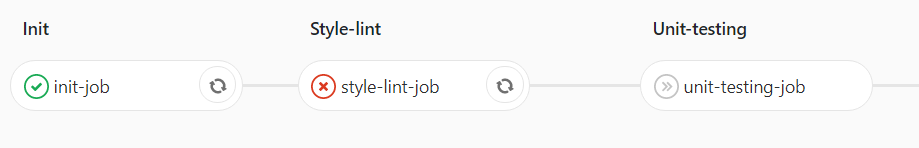 Init
Style-lint
Unit-testing
init-job
style-lint-job
unit-testing-job